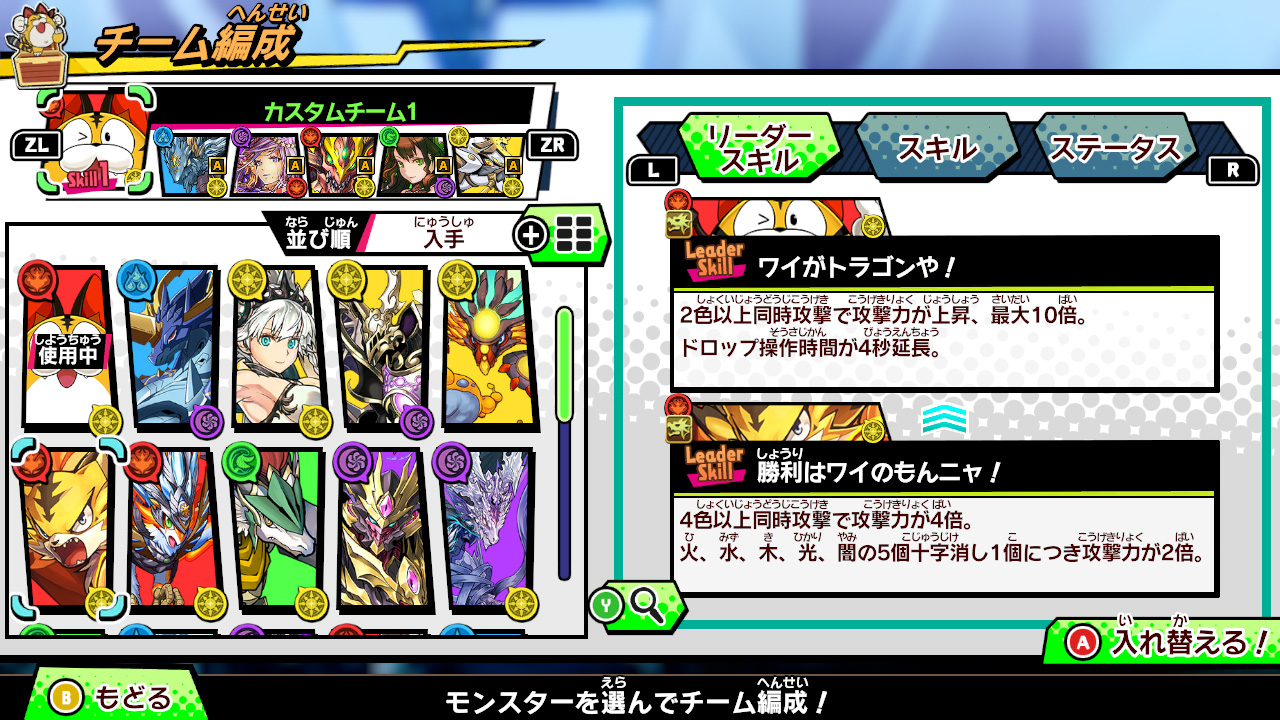 へんせい
チーム編成
カスタムチーム1
ZL
ZR
Skill 1
A
A
A
A
A
なら じゅん
並び順
にゅうしゅ
入手
+
しようちゅう
使用中
L
リーダー
スキル
スキル
ステータス
R
Leader
Skill
ワイがトラゴンや！
しょくいじょうどうじこうげき こうげきりょく じょうしょう さいだい ばい
2色以上同時攻撃で攻撃力が上昇、最大10倍。
そうさじかん びょうえんちょう
ドロップ操作時間が4秒延長。
Leader
Skill
しょうり
勝利はワイのもんニャ！
しょくいじょうどうじこうげき こうげきりょく ばい
4色以上同時攻撃で攻撃力が4倍。
ひ みず き ひかり やみ こじゅうじけ こ こうげきりょく ばい
火、水、木、光、闇の5個十字消し1個につき攻撃力が2倍。
Y
い か
A 入れ替える！
B もどる
えら へんせい
モンスターを選んでチーム編成！